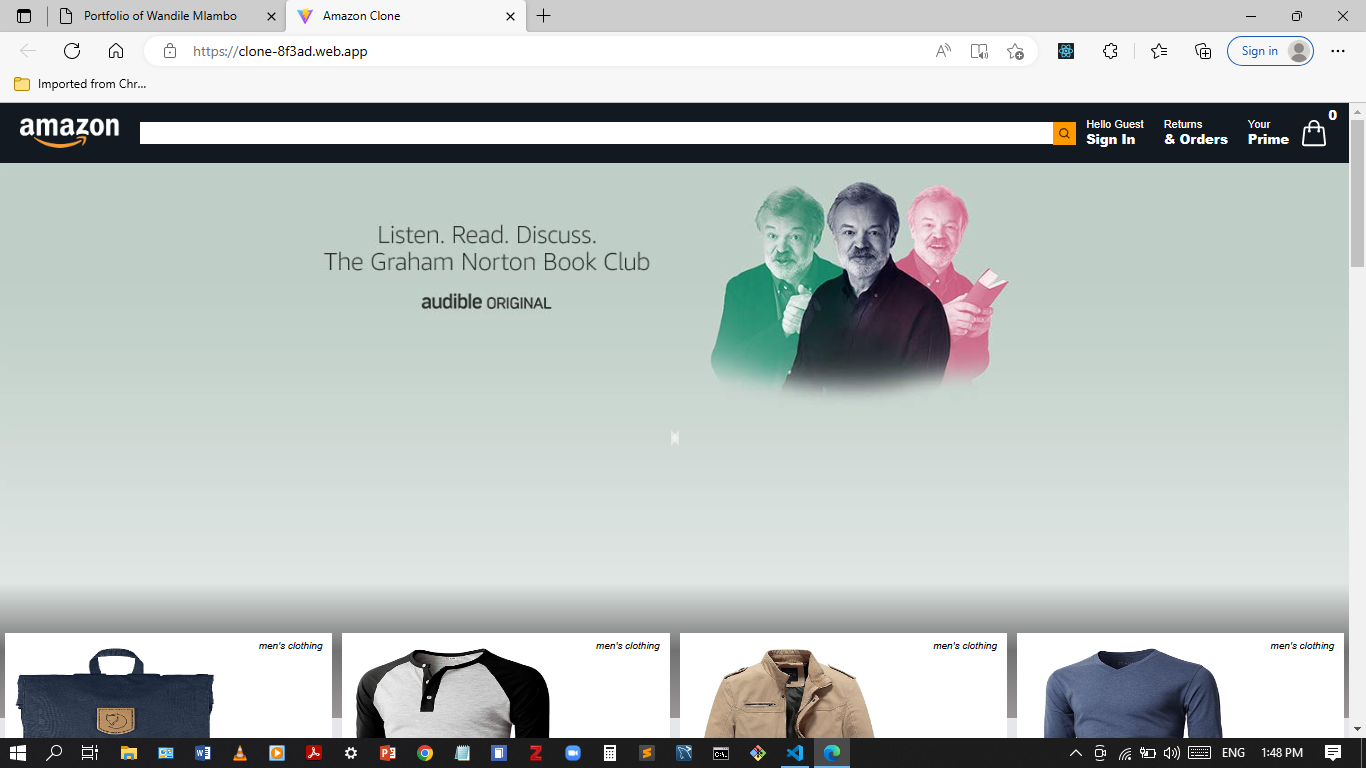 Portfolio of Wandile Mlambo
Amazon Clone
https://clone-8f3ad.web.app
Sign in
Imported from Chr...
amazon
Hello Guest
Sign In
Returns
& Orders
Your
Prime
0
Listen. Read. Discuss.
The Graham Norton Book Club
audible ORIGINAL
men's clothing
men's clothing
men's clothing
men's clothing
ENG
1:48 PM